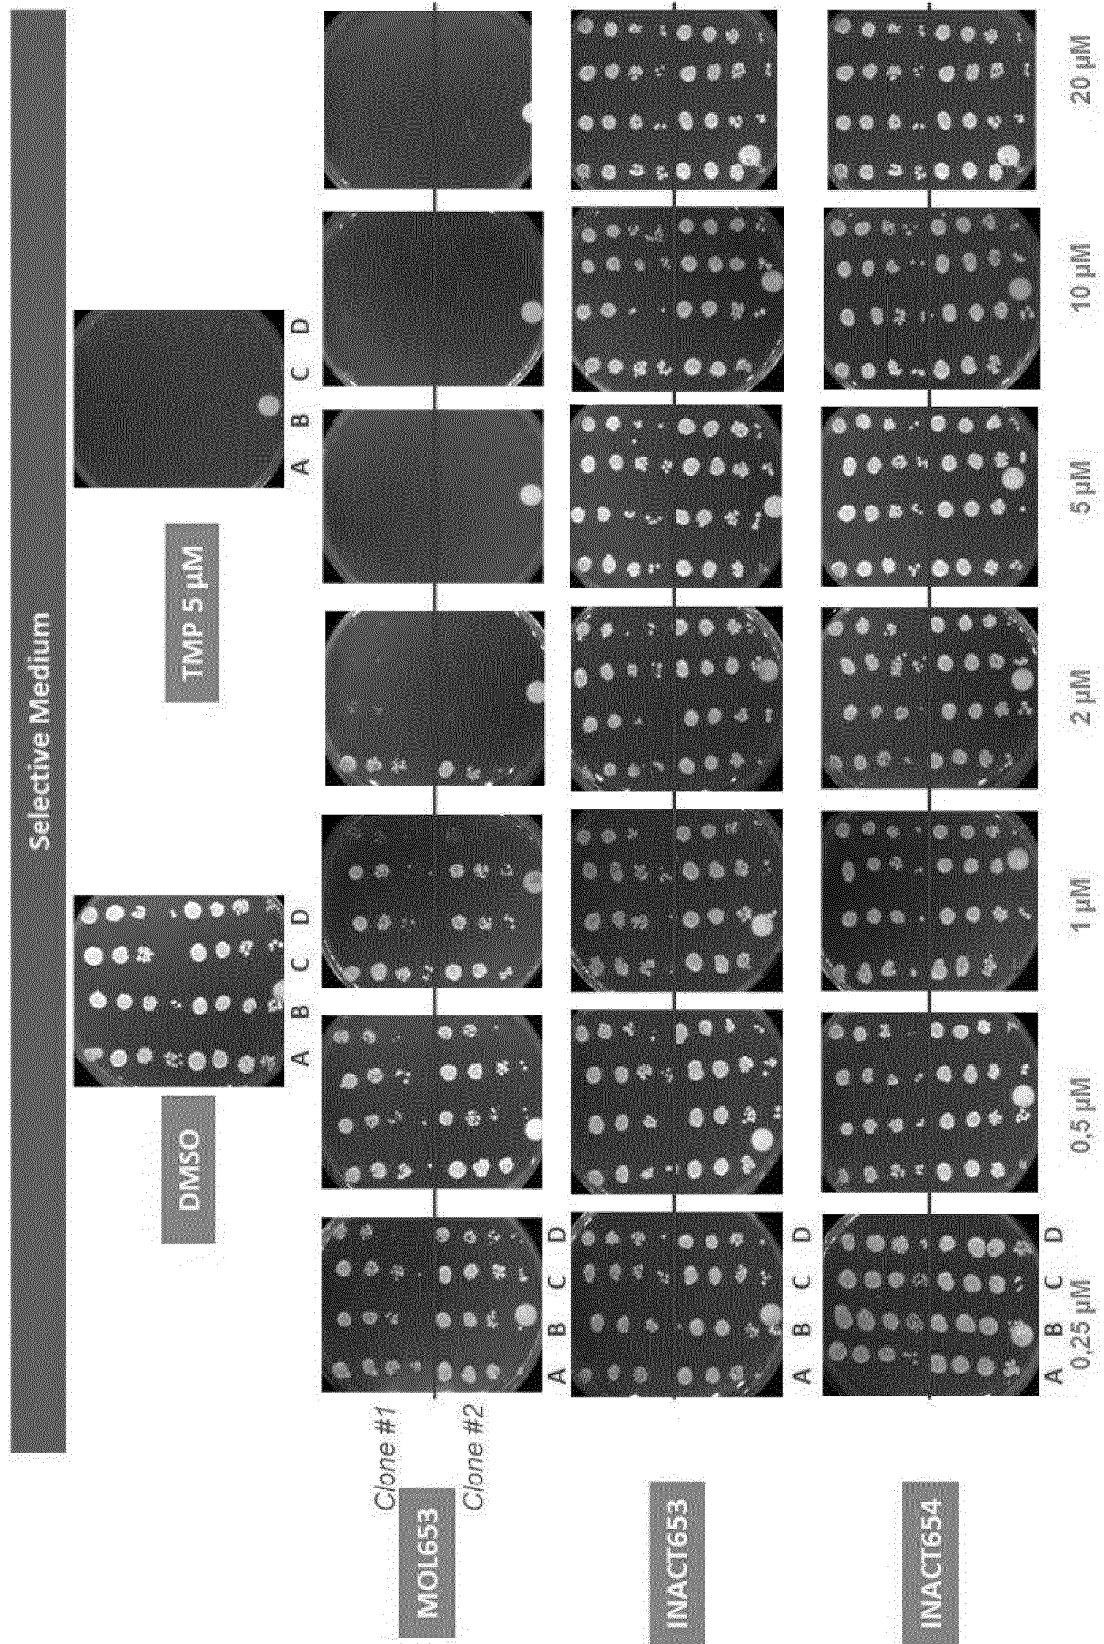 Selective Medium
DMSO
TMP 5 µM
A B C D
A B C D
Clone #1
MOL653
Clone #2
A B C D
INACT653
A B C D
INACT654
A B C D
0,25 µM
0,5 µM
1 µM
2 µM
5 µM
10 µM
20 µM